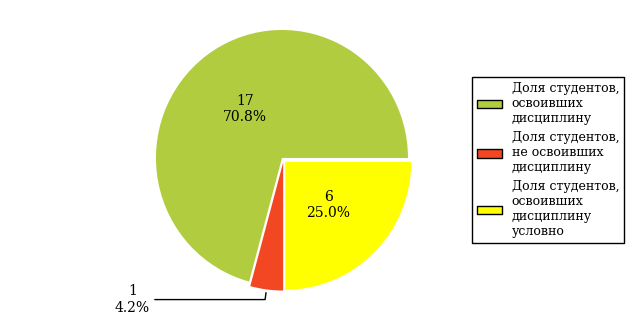 17
70.8%
6
25.0%
1
4.2%
Доля студентов,
освоивших
дисциплину
Доля студентов,
не освоивших
дисциплину
Доля студентов,
освоивших
дисциплину
условно